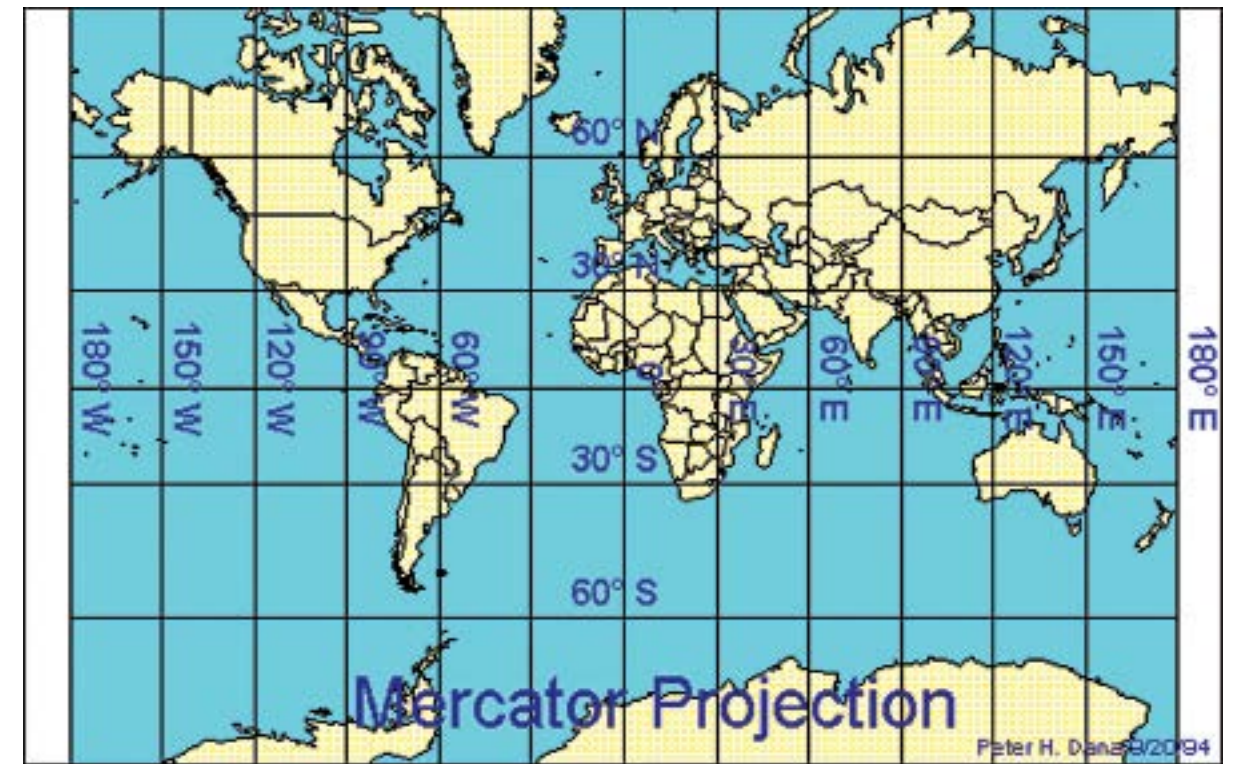 60° N
30° N
180° W
150° W
120° W
90° W
60° W
0°
30° E
60° E
90° E
120° E
150° E
180° E
30° S
60° S
Mercator Projection
Peter H. Dana 9/20/94